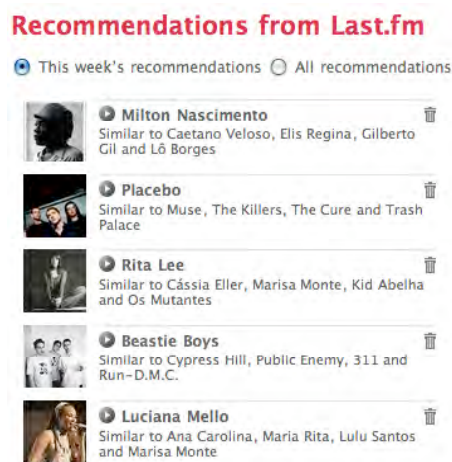 Recommendations from Last.fm
This week's recommendations All recommendations
Milton Nascimento
Similar to Caetano Veloso, Elis Regina, Gilberto
Gil and Lô Borges
Placebo
Similar to Muse, The Killers, The Cure and Trash
Palace
Rita Lee
Similar to Cássia Eller, Marisa Monte, Kid Abelha
and Os Mutantes
Beastie Boys
Similar to Cypress Hill, Public Enemy, 311 and
Run-D.M.C.
Luciana Mello
Similar to Ana Carolina, Maria Rita, Lulu Santos
and Marisa Monte